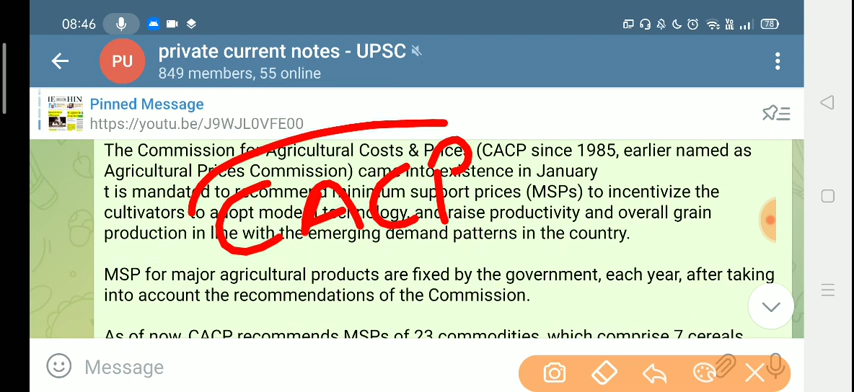 08:46
78
private current notes - UPSC
PU
849 members, 55 online
Pinned Message
https://youtu.be/J9WJL0VFE00
The Commission for Agricultural Costs & Prices (CACP since 1985, earlier named as
Agricultural Prices Commission) came into existence in January
t is mandated to recommend minimum support prices (MSPs) to incentivize the
cultivators to adopt modern technology, and raise productivity and overall grain
production in line with the emerging demand patterns in the country.
CACP
MSP for major agricultural products are fixed by the government, each year, after taking
into account the recommendations of the Commission.
As of now, CACP recommends MSPs of 23 commodities, which comprise 7 cereals
Message